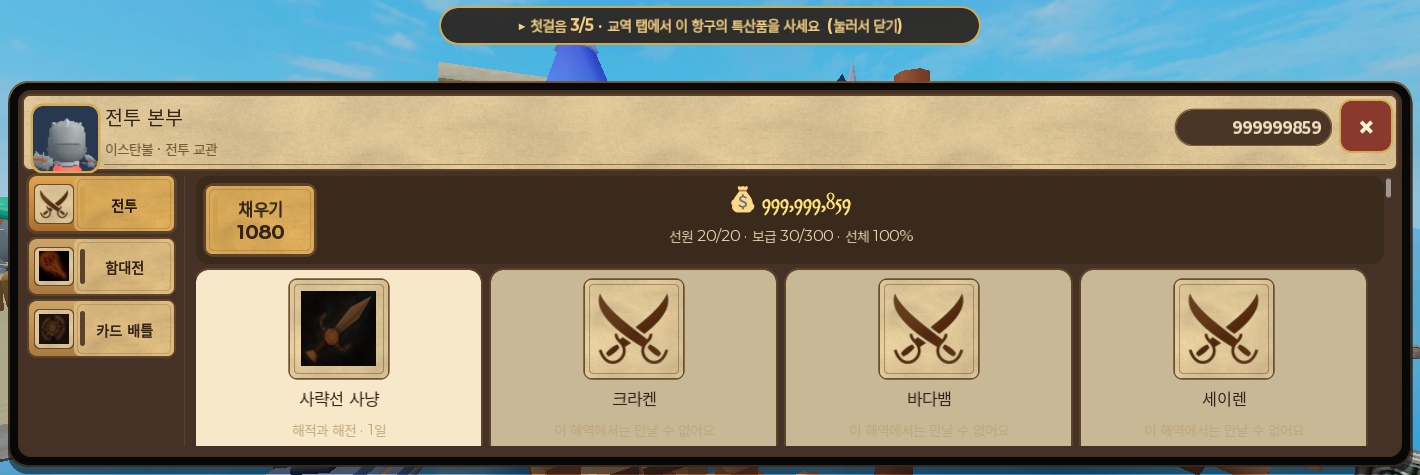 ▸ 첫걸음 3/5 · 교역 탭에서 이 항구의 특산품을 사세요 (눌러서 닫기)
전투 본부
이스탄불 · 전투 교관
999999859
×
전투
함대전
카드 배틀
채우기
1080
999,999,859
선원 20/20 · 보급 30/300 · 선체 100%
사략선 사냥
해적과 해전 · 1일
크라켄
이 해역에서는 만날 수 없어요
바다뱀
이 해역에서는 만날 수 없어요
세이렌
이 해역에서는 만날 수 없어요